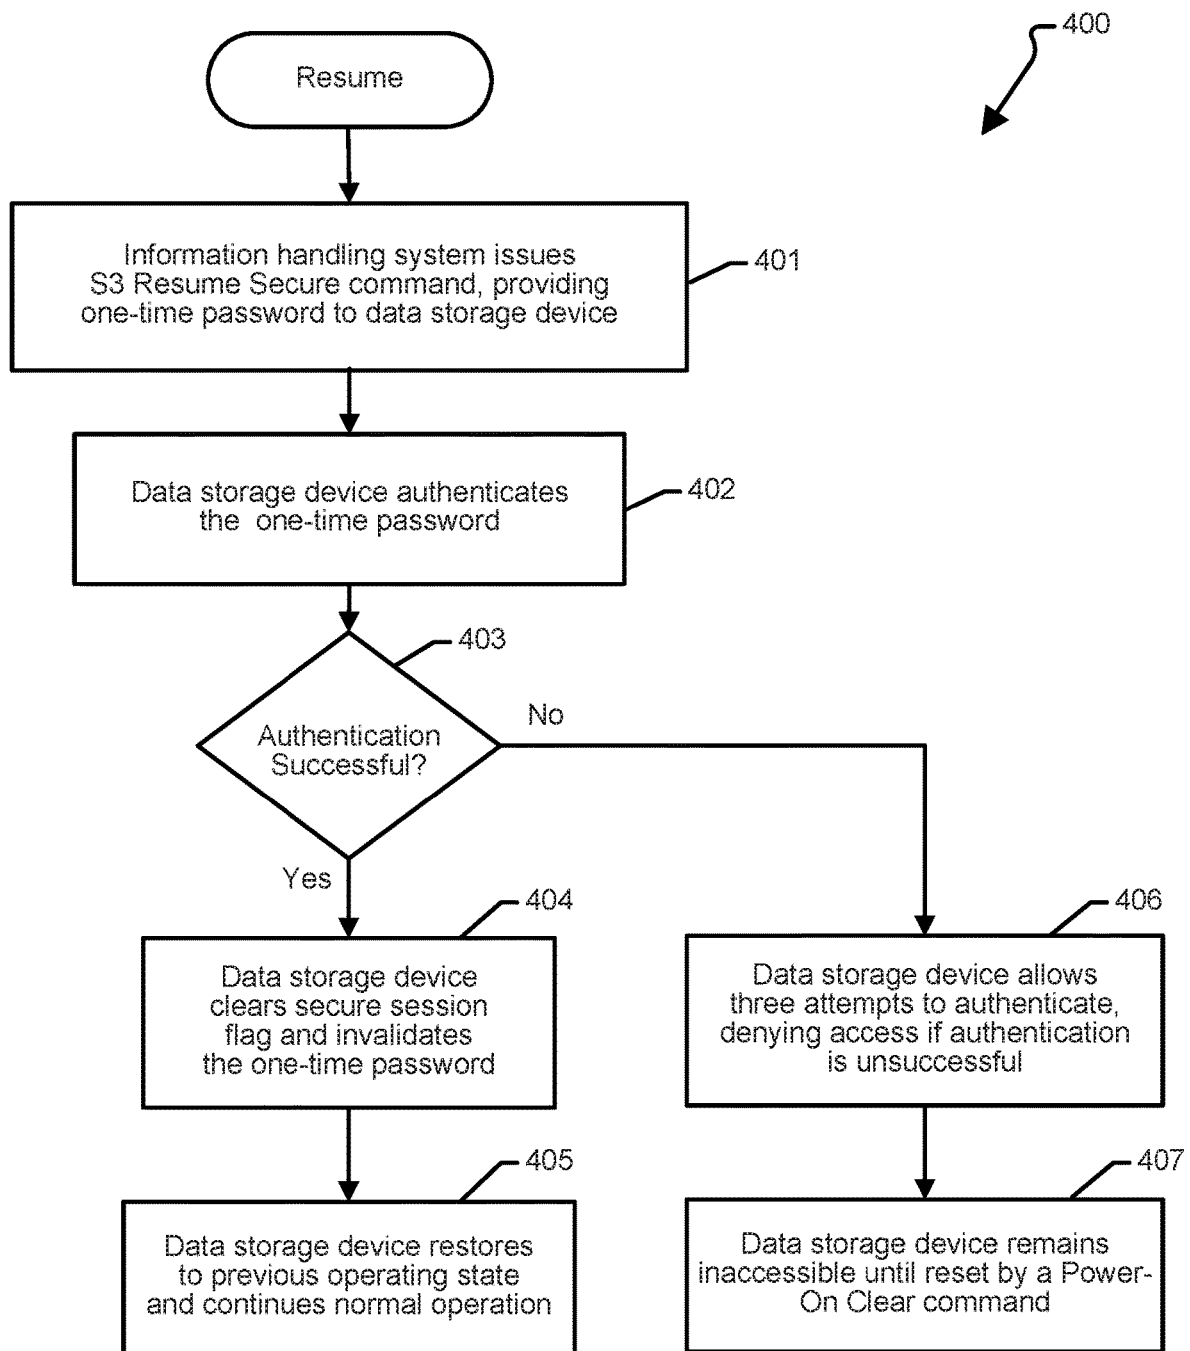 400
Resume
Information handling system issues
S3 Resume Secure command, providing
one-time password to data storage device
401
Data storage device authenticates
the one-time password
402
403
Authentication
Successful?
No
Yes
404
Data storage device
clears secure session
flag and invalidates
the one-time password
406
Data storage device allows
three attempts to authenticate,
denying access if authentication
is unsuccessful
405
Data storage device restores
to previous operating state
and continues normal operation
407
Data storage device remains
inaccessible until reset by a Power-
On Clear command